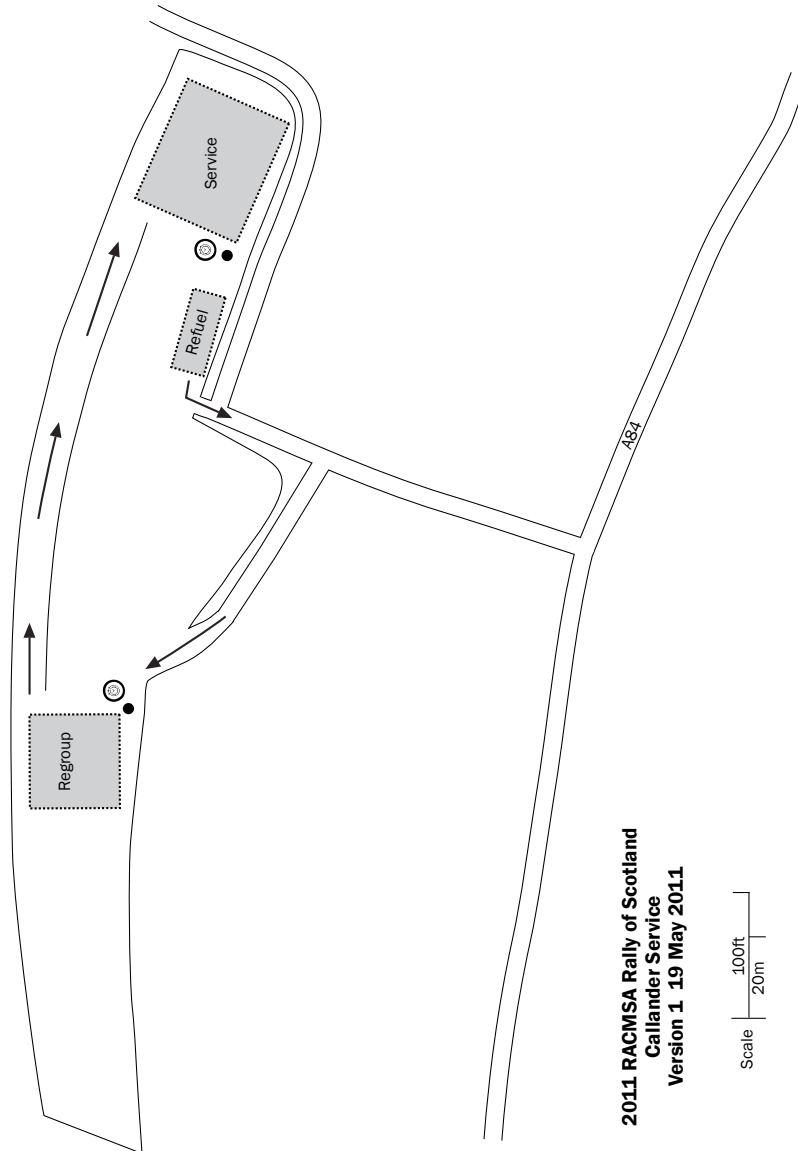 Service
Refuel
Regroup
A84
2011 RACMSA Rally of Scotland
Callander Service
Version 1 19 May 2011
Scale
100ft
20m